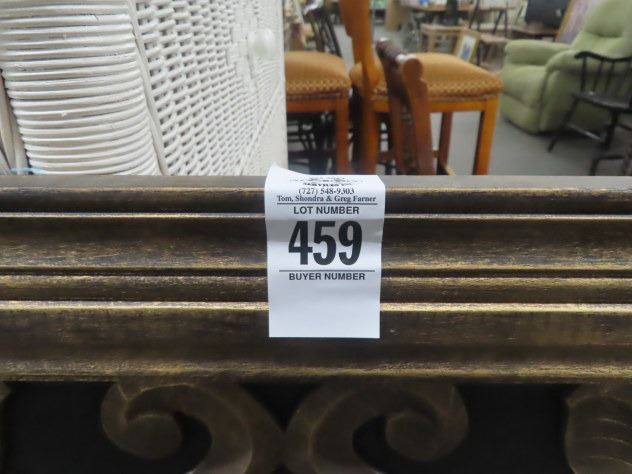 (727) 548-9303
Tom, Shondra & Greg Farner
LOT NUMBER
459
BUYER NUMBER